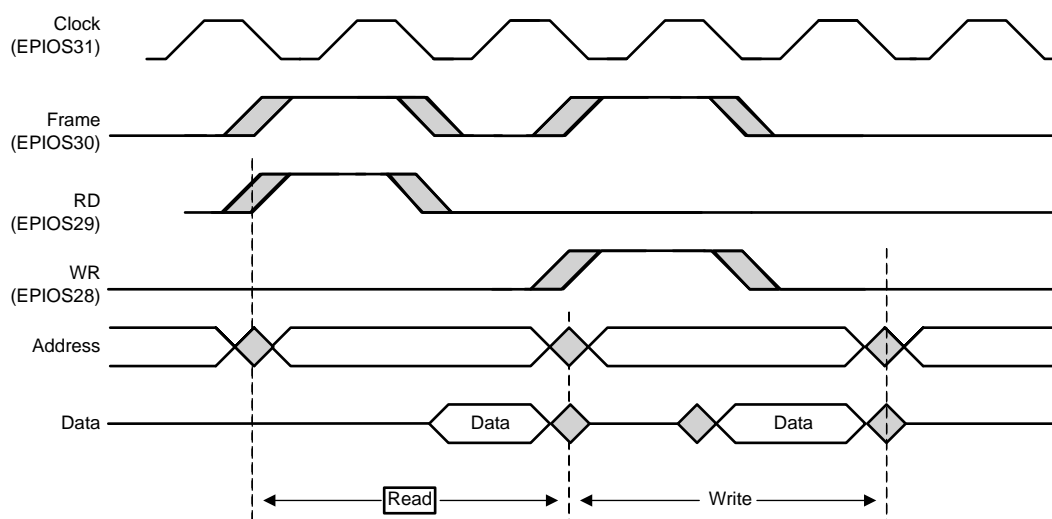 Clock
(EPIOS31)
Frame
(EPIOS30)
RD
(EPIOS29)
WR
(EPIOS28)
Address
Data
Data
Data
Read
Write